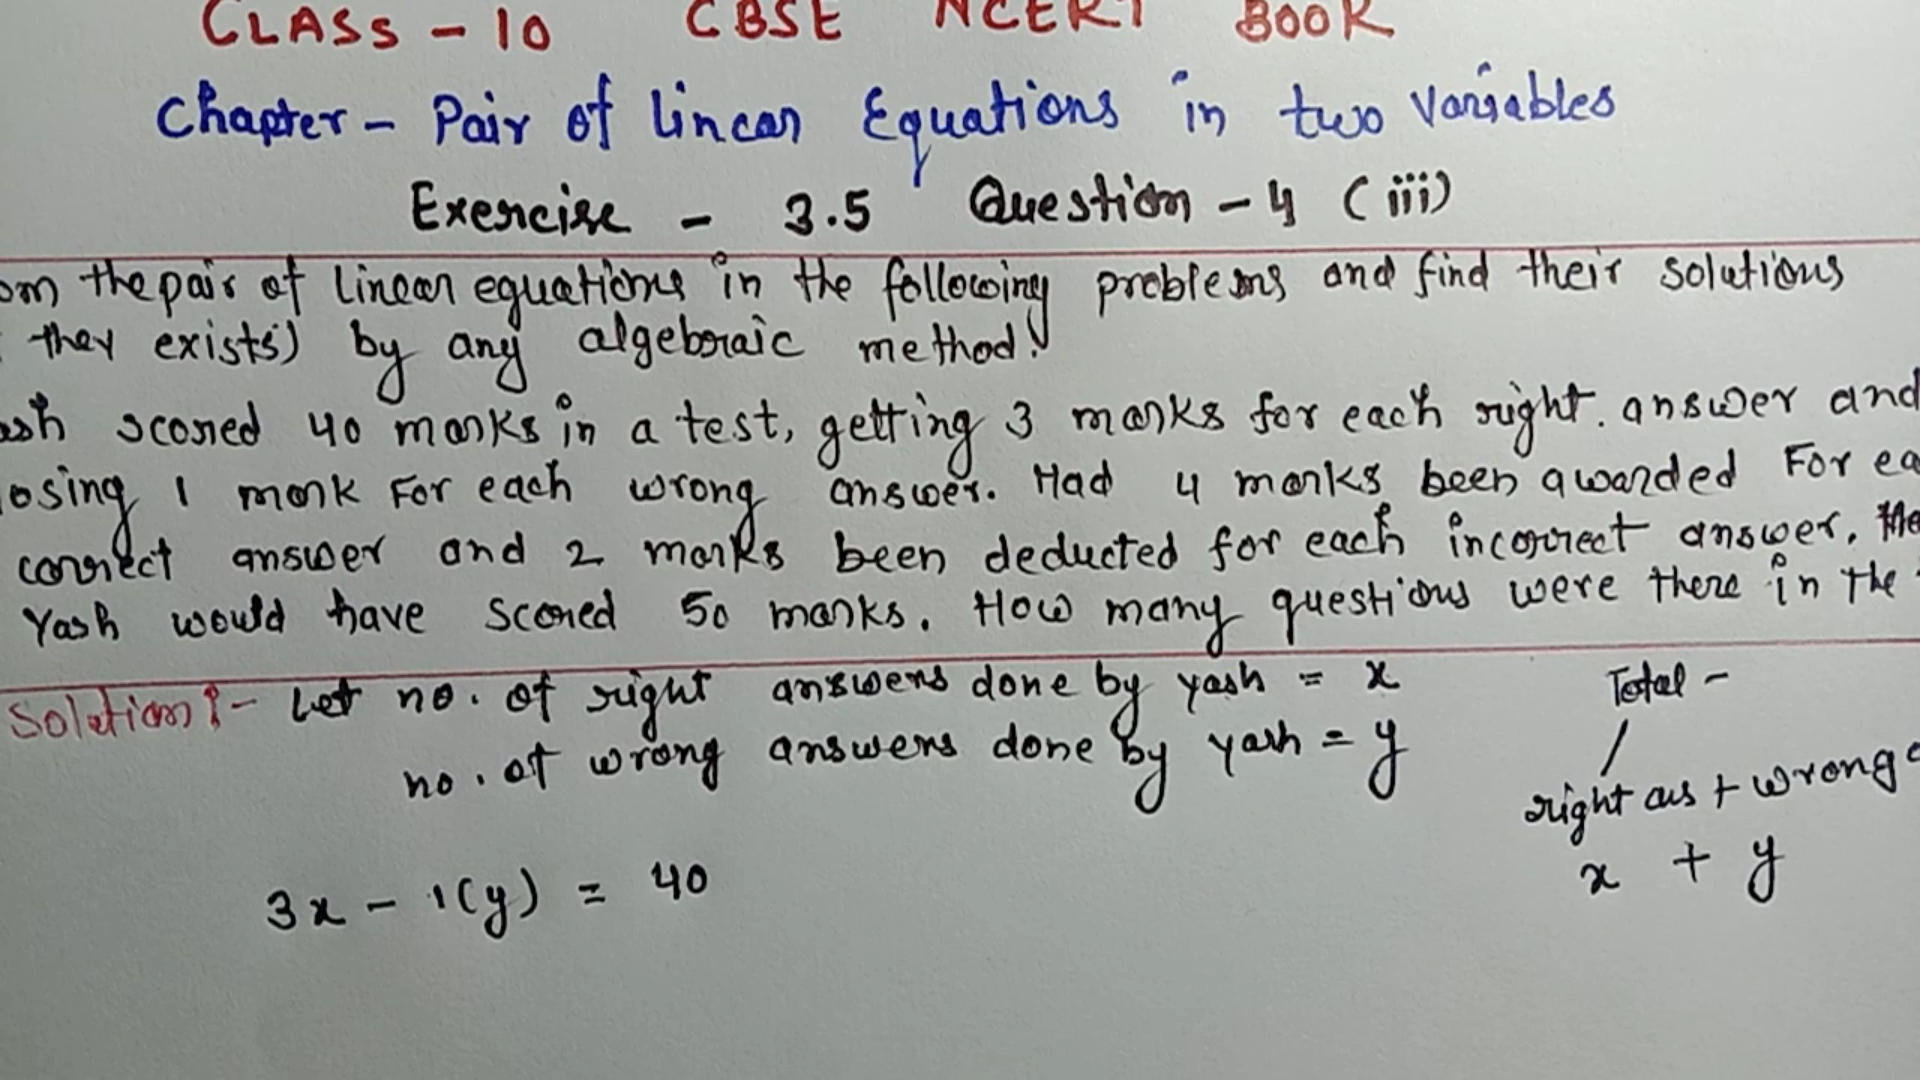 CLASS - 10 CBSE NCERT BOOK
Chapter - Pair of linear Equations in two Variables
Exercise - 3.5 Question - 4 (iii)
om the pair of linear equations in the following problems and find their solutions
they exists) by any algebraic method!
ash scored 40 marks in a test, getting 3 marks for each right. answer and
losing 1 mark For each wrong answer. Had 4 marks been awarded For ea
correct answer and 2 marks been deducted for each incorrect answer, the
Yash would have scored 50 marks. How many questions were there in the
Solution :- Let no. of right answers done by yash = x
no. of wrong answers done by yash = y
Total -
right ans + wrong
x + y
3x - 1(y) = 40